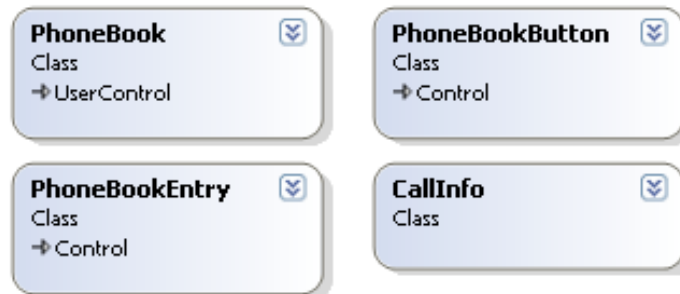 PhoneBook
Class
UserControl
PhoneBookButton
Class
Control
PhoneBookEntry
Class
Control
CallInfo
Class